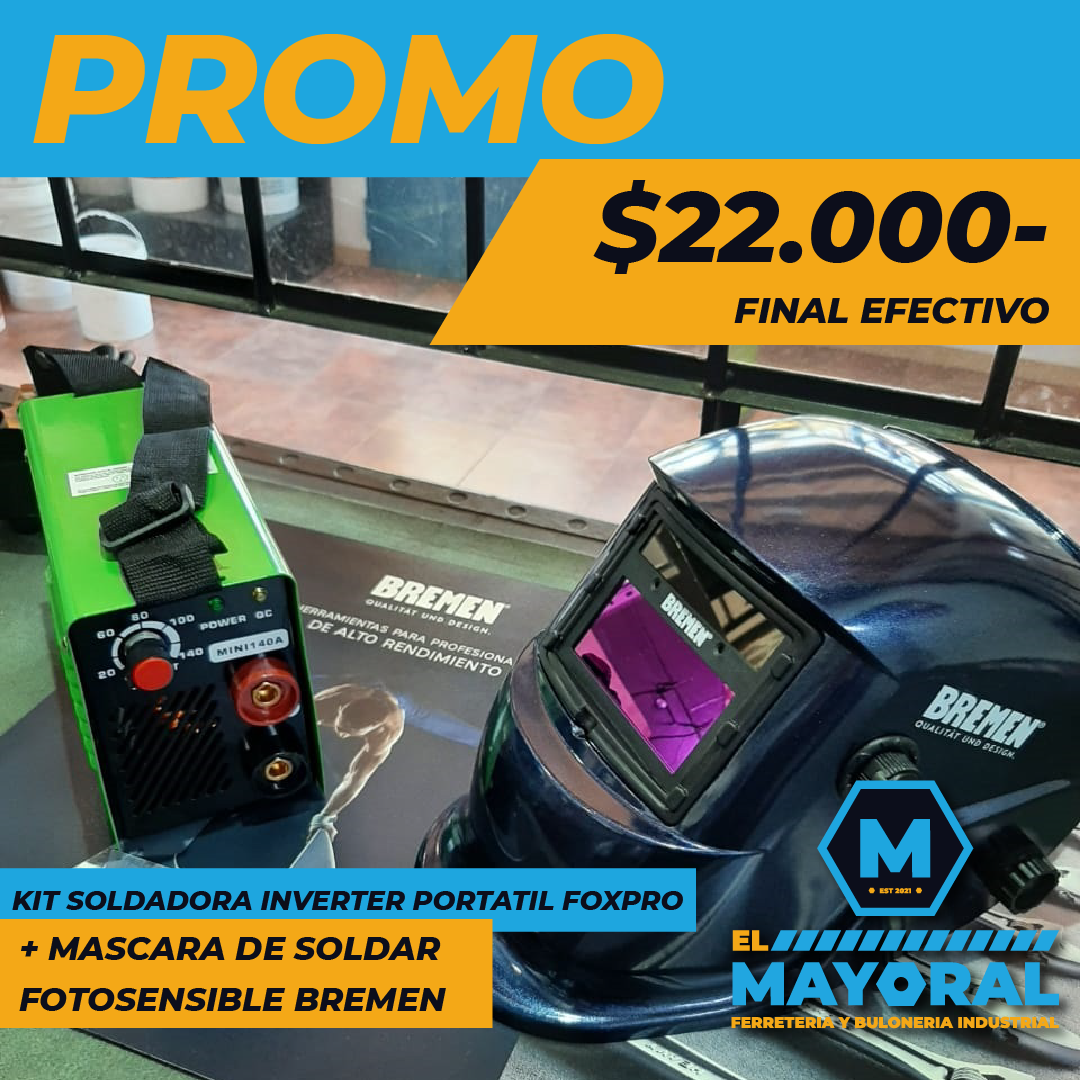 PROMO
$22.000-
FINAL EFECTIVO
BREMEN
QUALITÄT UND DESIGN.
HERRAMIENTAS PARA PROFESIONA
DE ALTO RENDIMIENTO
60
80
100
POWER OC
20
140
MINI140A
BREMEN
BREMEN
QUALITÄT UND DESIGN.
M
EST 2021
KIT SOLDADORA INVERTER PORTATIL FOXPRO
+ MASCARA DE SOLDAR
FOTOSENSIBLE BREMEN
EL
MAYORAL
FERRETERIA Y BULONERIA INDUSTRIAL